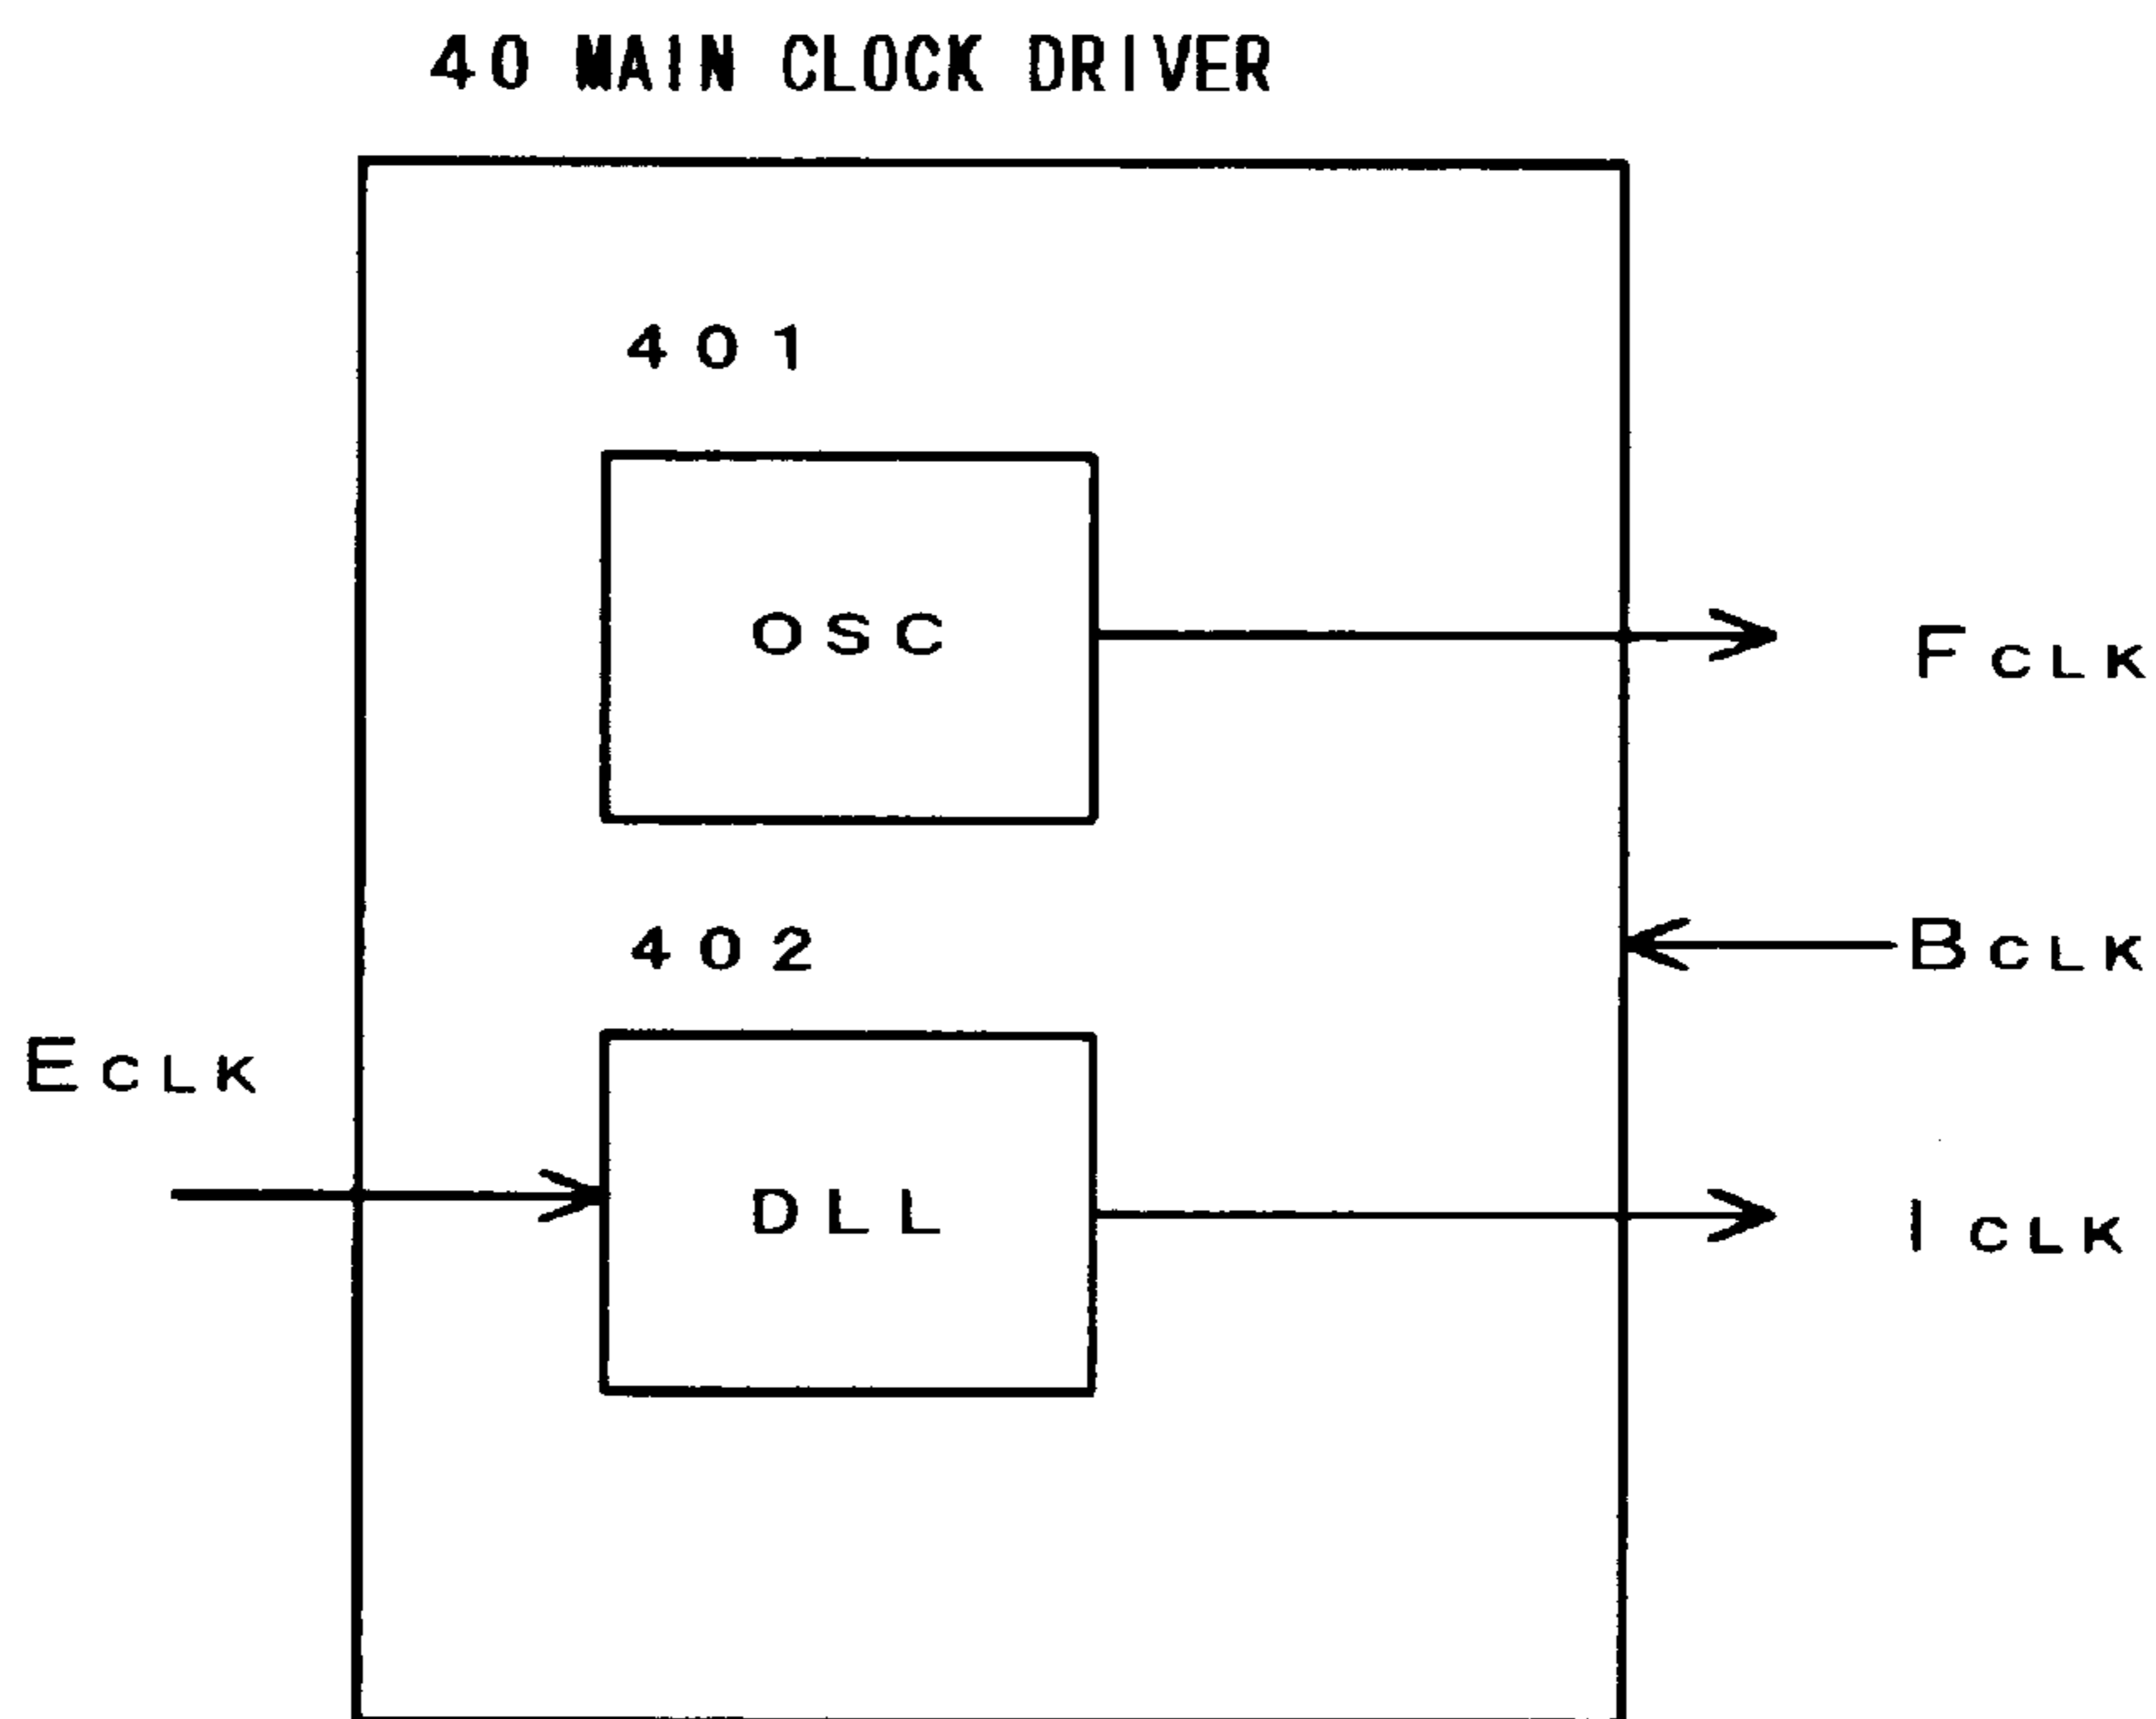 40 MAIN CLOCK DRIVER
401
OSC
FCLK
402
BCLK
ECLK
DLL
ICLK